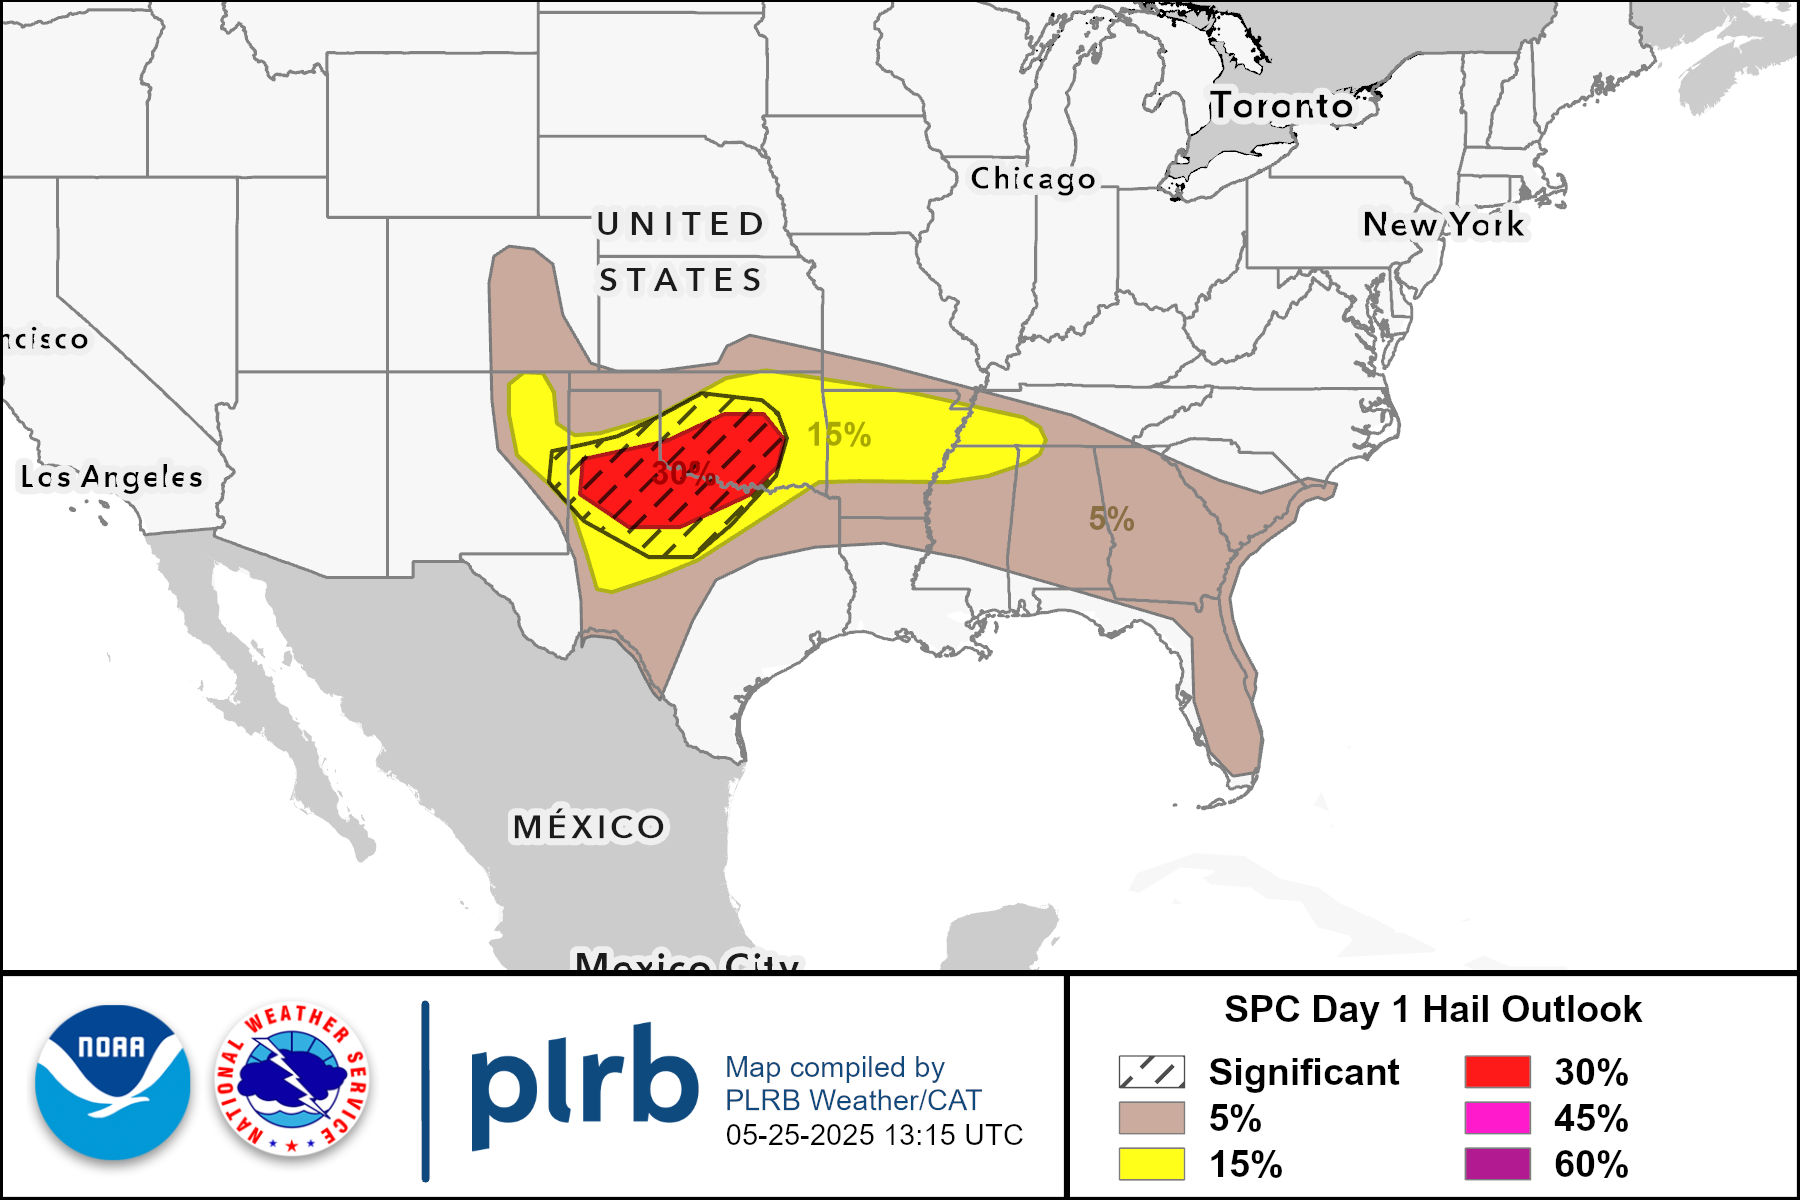 Toronto
Chicago
UNITED
New York
STATES
ncisco
15%
30%
Los Angeles
5%
MÉXICO
Mexico City
NOAA
NATIONAL WEATHER SERVICE
plrb
Map compiled by
PLRB Weather/CAT
05-25-2025 13:15 UTC
SPC Day 1 Hail Outlook
Significant
5%
15%
30%
45%
60%